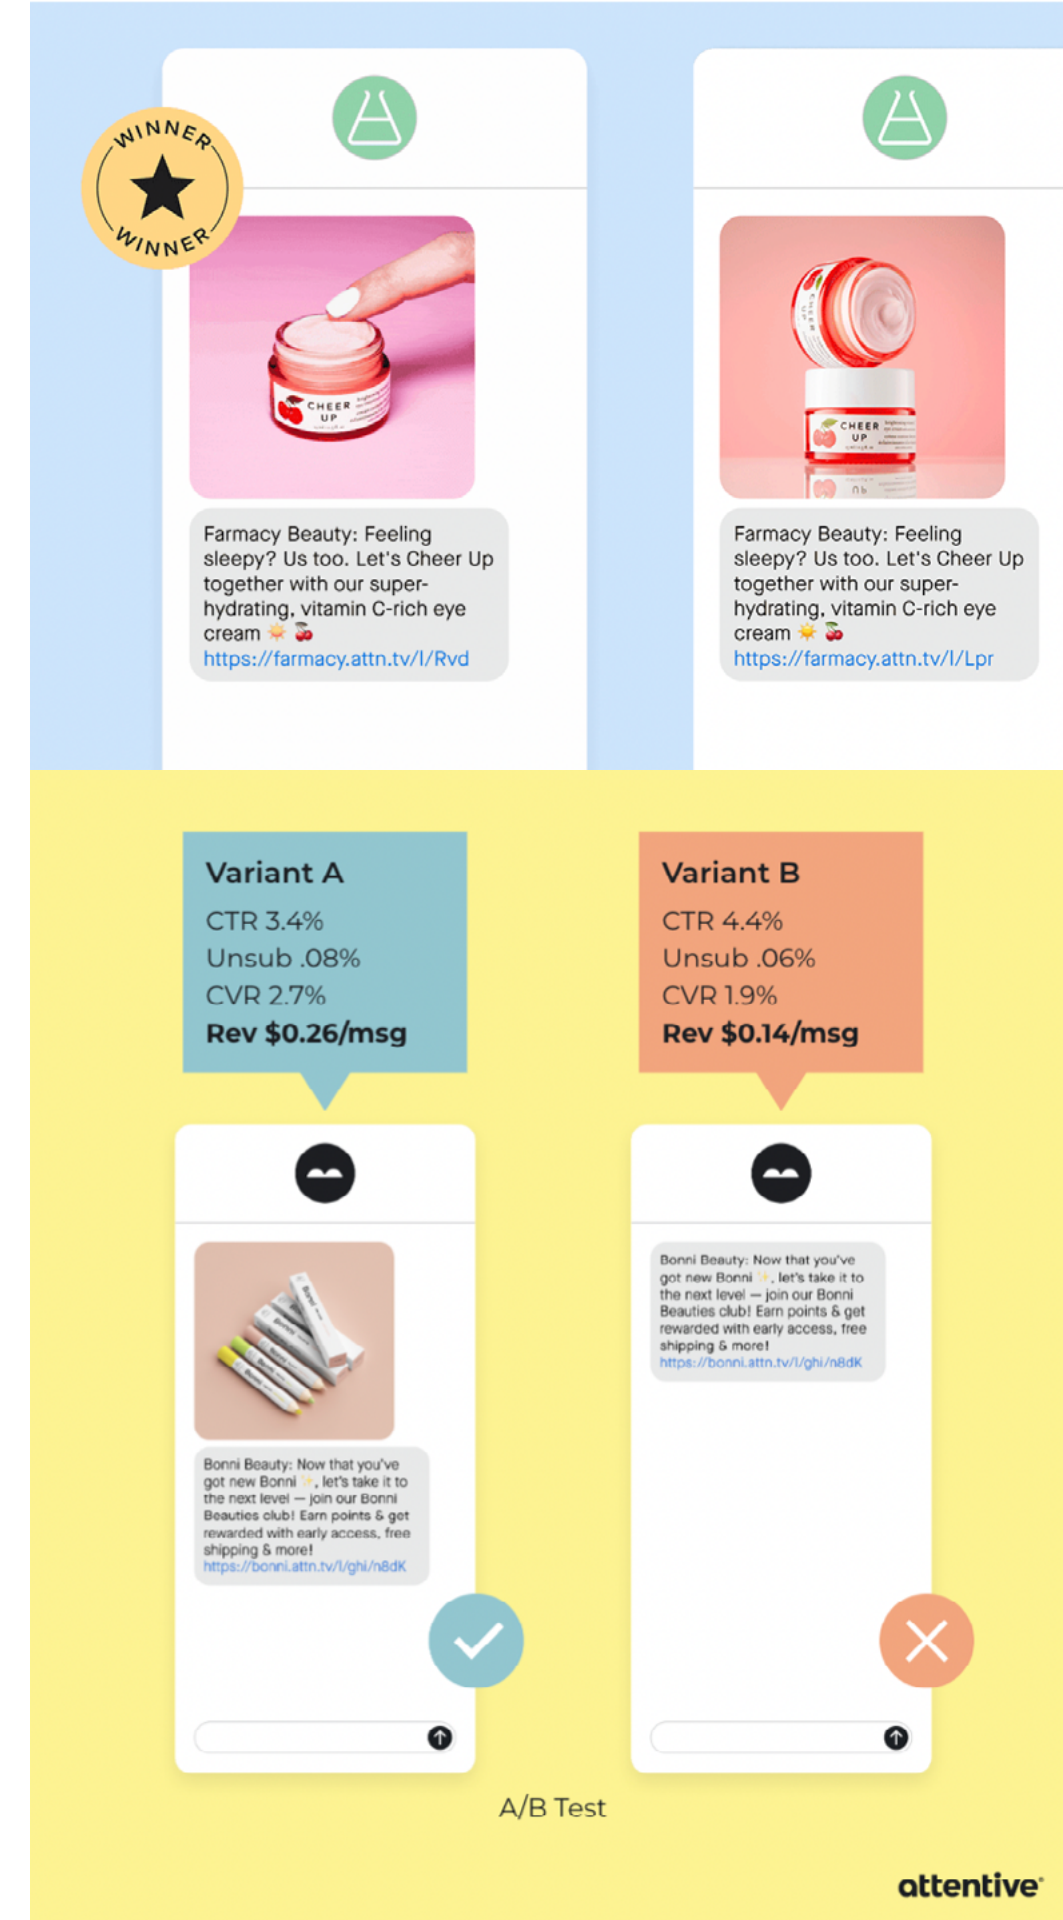 WINNER
WINNER
CHEER
UP
Farmacy Beauty: Feeling
sleepy? Us too. Let's Cheer Up
together with our super-
hydrating, vitamin C-rich eye
cream ☀️ 🍒
https://farmacy.attn.tv/l/Rvd
CHEER
UP
CHEER
UP
Farmacy Beauty: Feeling
sleepy? Us too. Let's Cheer Up
together with our super-
hydrating, vitamin C-rich eye
cream ☀️ 🍒
https://farmacy.attn.tv/l/Lpr
Variant A
CTR 3.4%
Unsub .08%
CVR 2.7%
Rev $0.26/msg
Variant B
CTR 4.4%
Unsub .06%
CVR 1.9%
Rev $0.14/msg
Bonni
Bonni
Bonni
Bonni Beauty: Now that you've
got new Bonni ✨, let's take it to
the next level — join our Bonni
Beauties club! Earn points & get
rewarded with early access, free
shipping & more!
https://bonni.attn.tv/l/ghi/n8dK
Bonni Beauty: Now that you've
got new Bonni ✨, let's take it to
the next level — join our Bonni
Beauties club! Earn points & get
rewarded with early access, free
shipping & more!
https://bonni.attn.tv/l/ghi/n8dK
A/B Test
attentive®